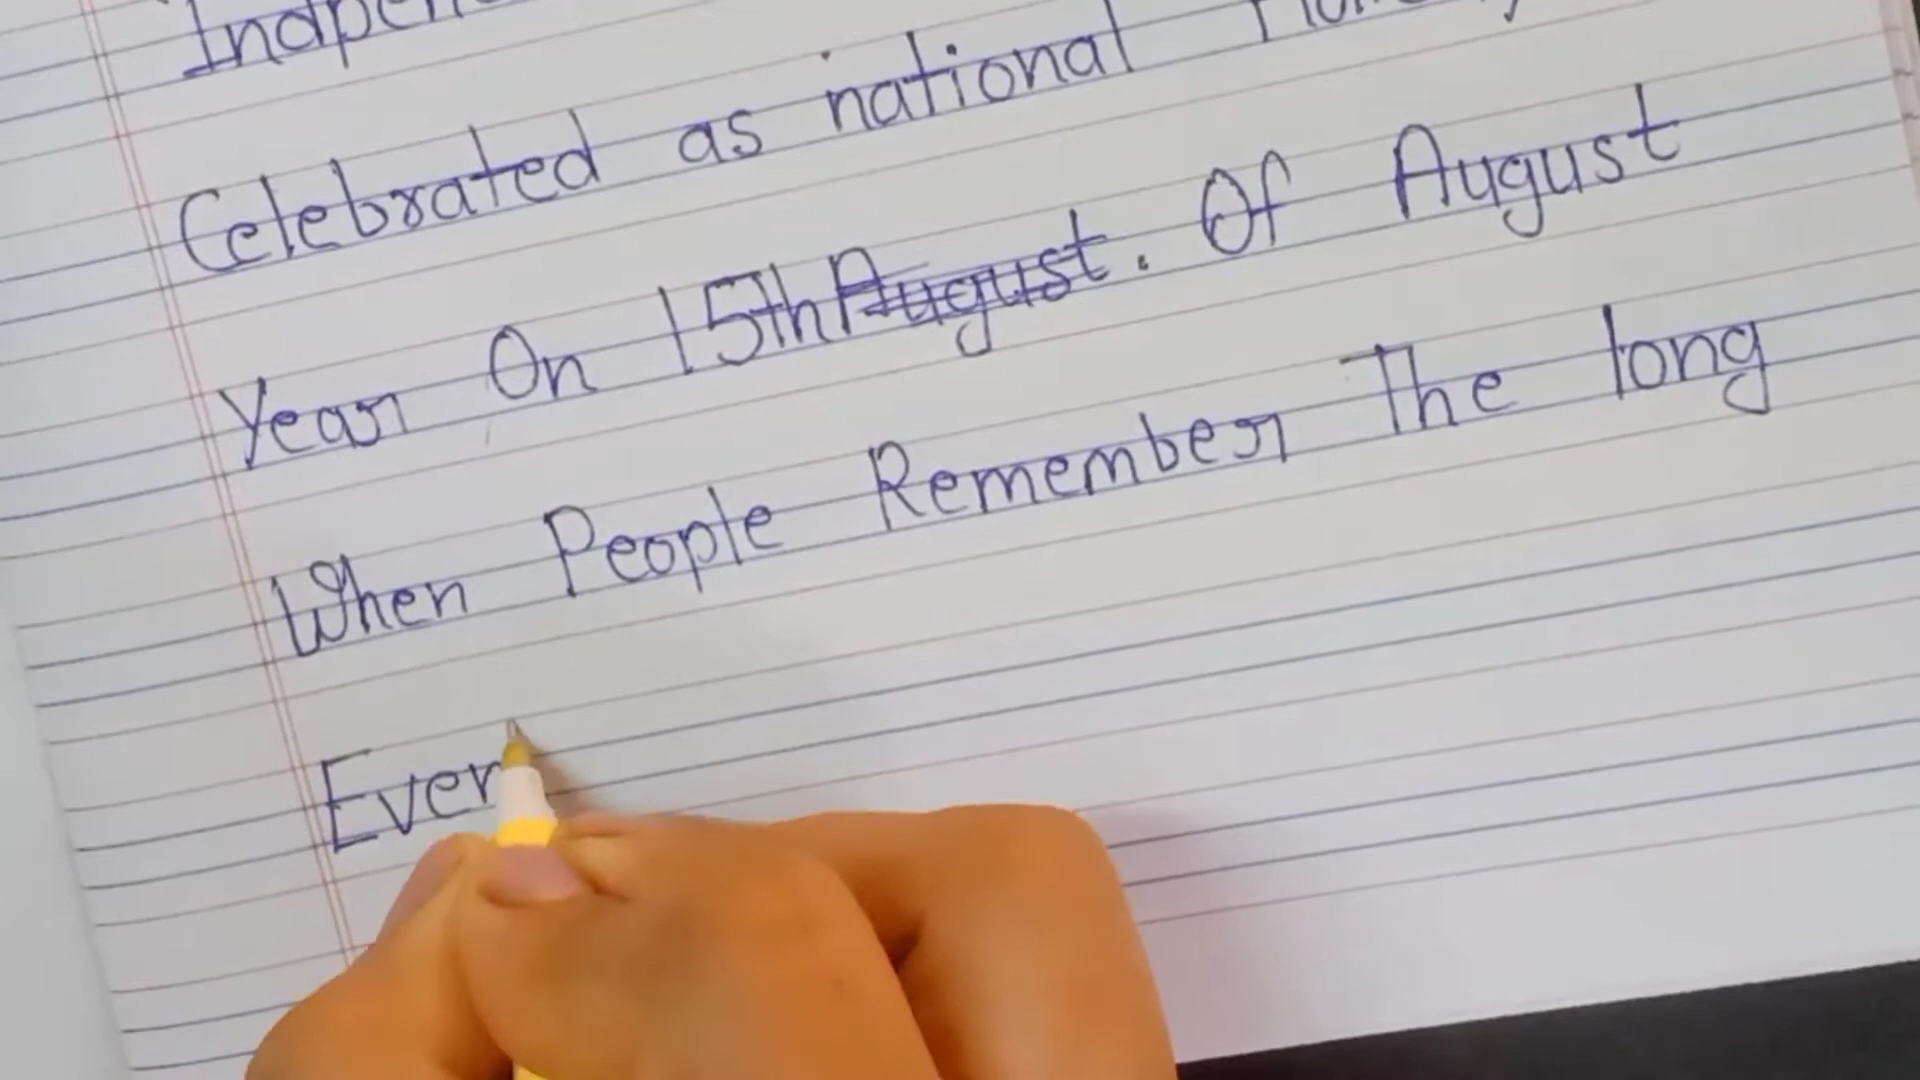 Celebrated as national
Year On 15th August. Of August
When People Remember The long
Ever